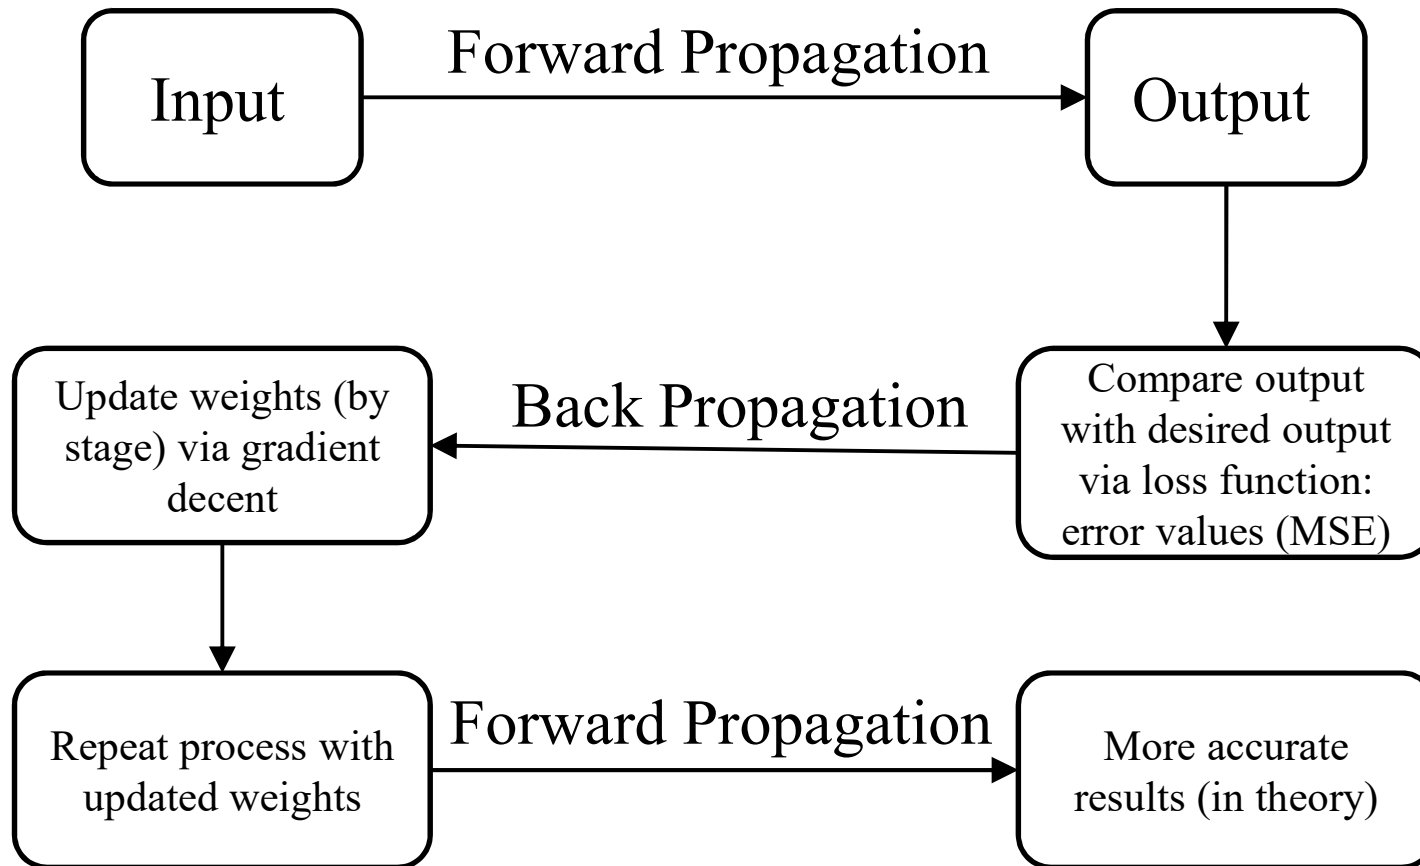 Forward Propagation
Input
Output
Back Propagation
Compare output
with desired output
via loss function:
error values (MSE)
Update weights (by
stage) via gradient
decent
Repeat process with
updated weights
Forward Propagation
More accurate
results (in theory)